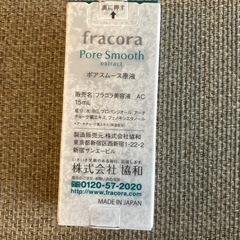 裏に押す
fracora
Pore Smooth
extract
ポアスムース原液
販売名:フラコラ美容液 AC
15mL
製造販売元 株式会社 協和
東京都新宿区西新宿1-22-2
新宿サンエービル
株式会社 協和
0120-57-2020
http://www.fracora.com
MADE IN JAPAN